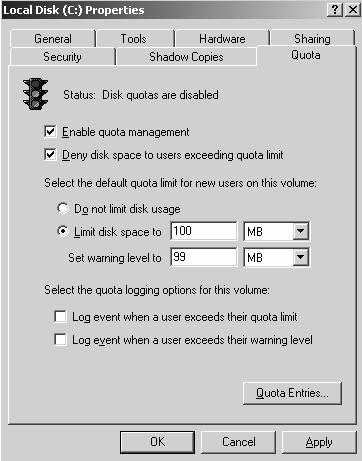 Local Disk (C:) Properties
General Tools Hardware Sharing
Security Shadow Copies Quota
Status: Disk quotas are disabled
Enable quota management
Deny disk space to users exceeding quota limit
Select the default quota limit for new users on this volume:
Do not limit disk usage
Limit disk space to 100 MB
Set warning level to 99 MB
Select the quota logging options for this volume:
Log event when a user exceeds their quota limit
Log event when a user exceeds their warning level
Quota Entries...
OK Cancel Apply